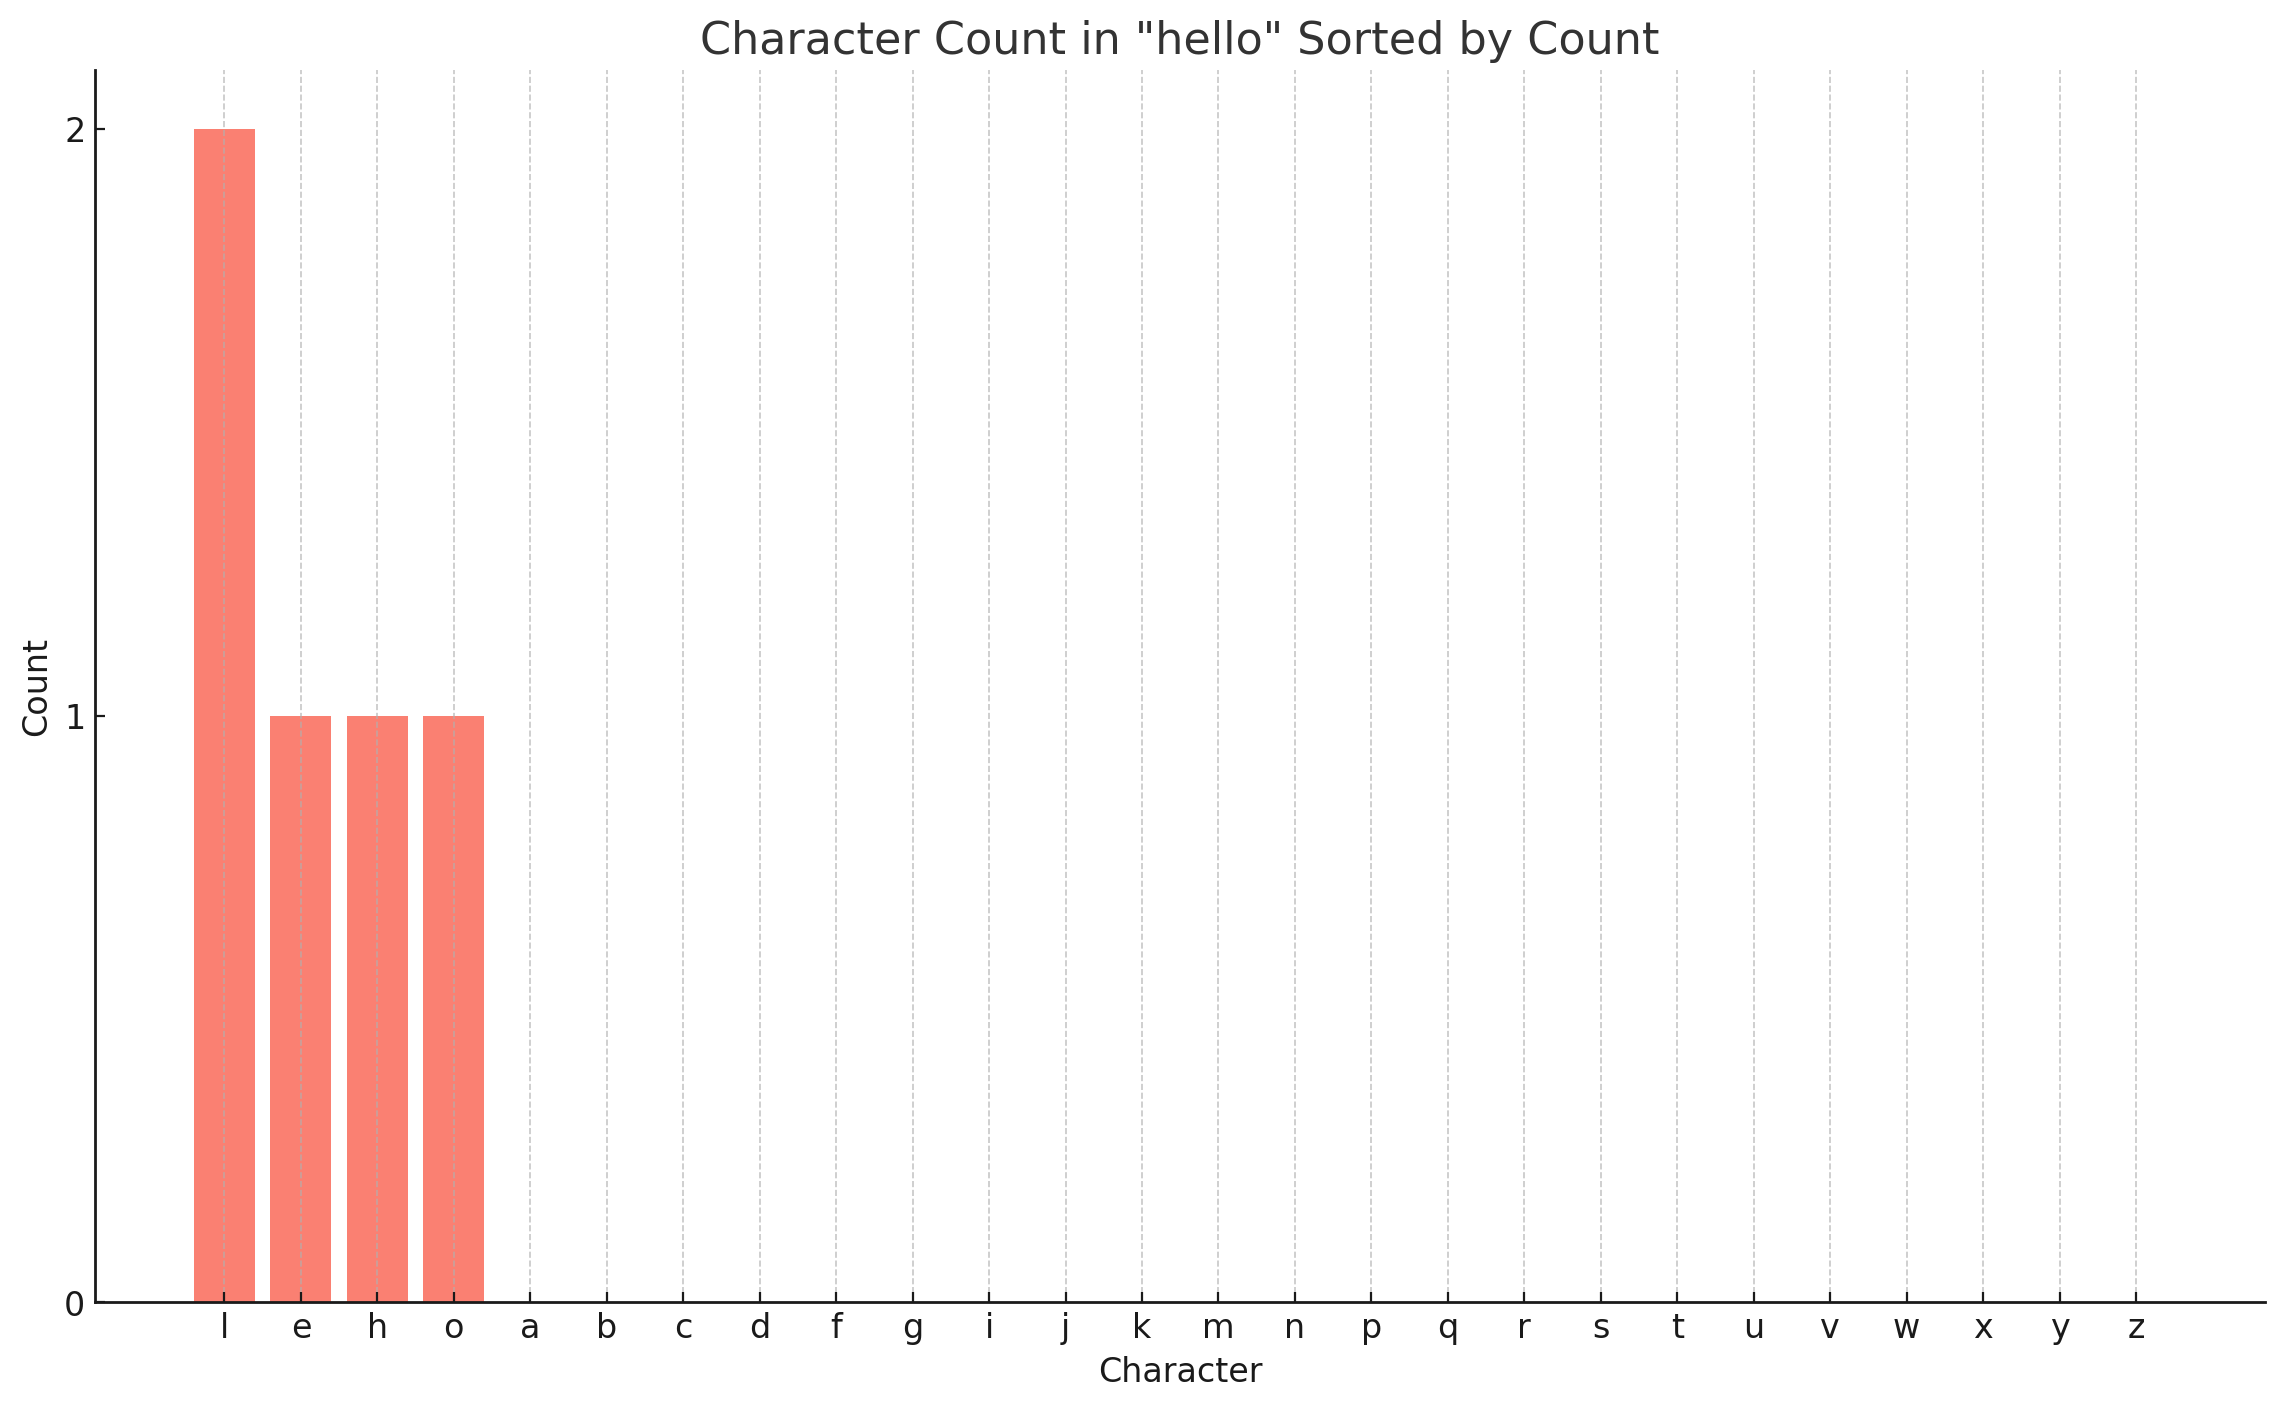 Character Count in "hello" Sorted by Count
2
1
0
Count
l e h o a b c d f g i j k m n p q r s t u v w x y z
Character